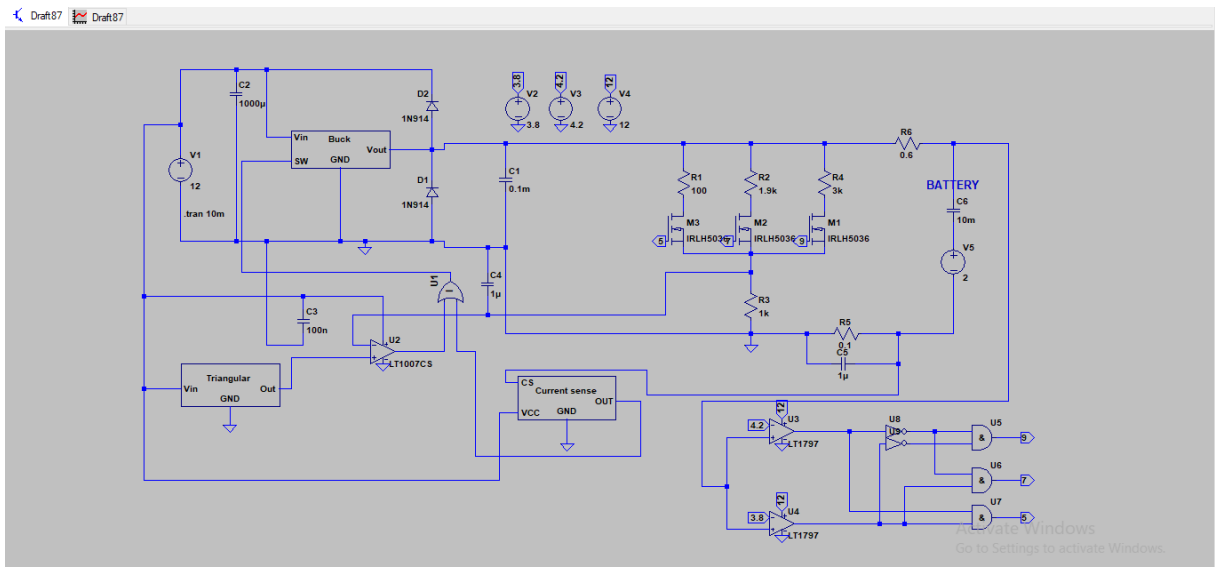 Draft87
Draft87
C2
1000µ
D2
1N914
3.8
V2
3.8
4.2
V3
4.2
12
V4
12
Vin
Buck
Vout
SW
GND
V1
12
.tran 10m
D1
1N914
C1
0.1m
R1
100
R2
1.9k
R4
3k
R6
0.6
BATTERY
C6
10m
V5
2
M3
IRLH5036
5
M2
IRLH5036
7
M1
IRLH5036
9
C4
1µ
U1
R3
1k
C3
100n
U2
LT1007CS
R5
0.1
C5
1µ
Triangular
Vin
Out
GND
CS
Current sense
OUT
VCC
GND
12
U3
4.2
LT1797
U8
U9
U5
&
9
U6
&
7
12
U4
3.8
LT1797
U7
&
5
Activate Windows
Go to Settings to activate Windows.